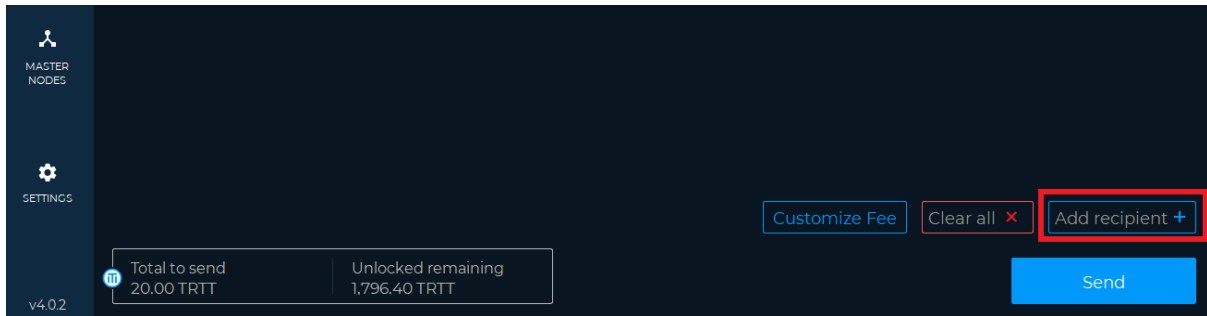 MASTER
NODES
SETTINGS
Customize Fee
Clear all
Add recipient +
Total to send
20.00 TRTT
Unlocked remaining
1,796.40 TRTT
Send
v4.0.2